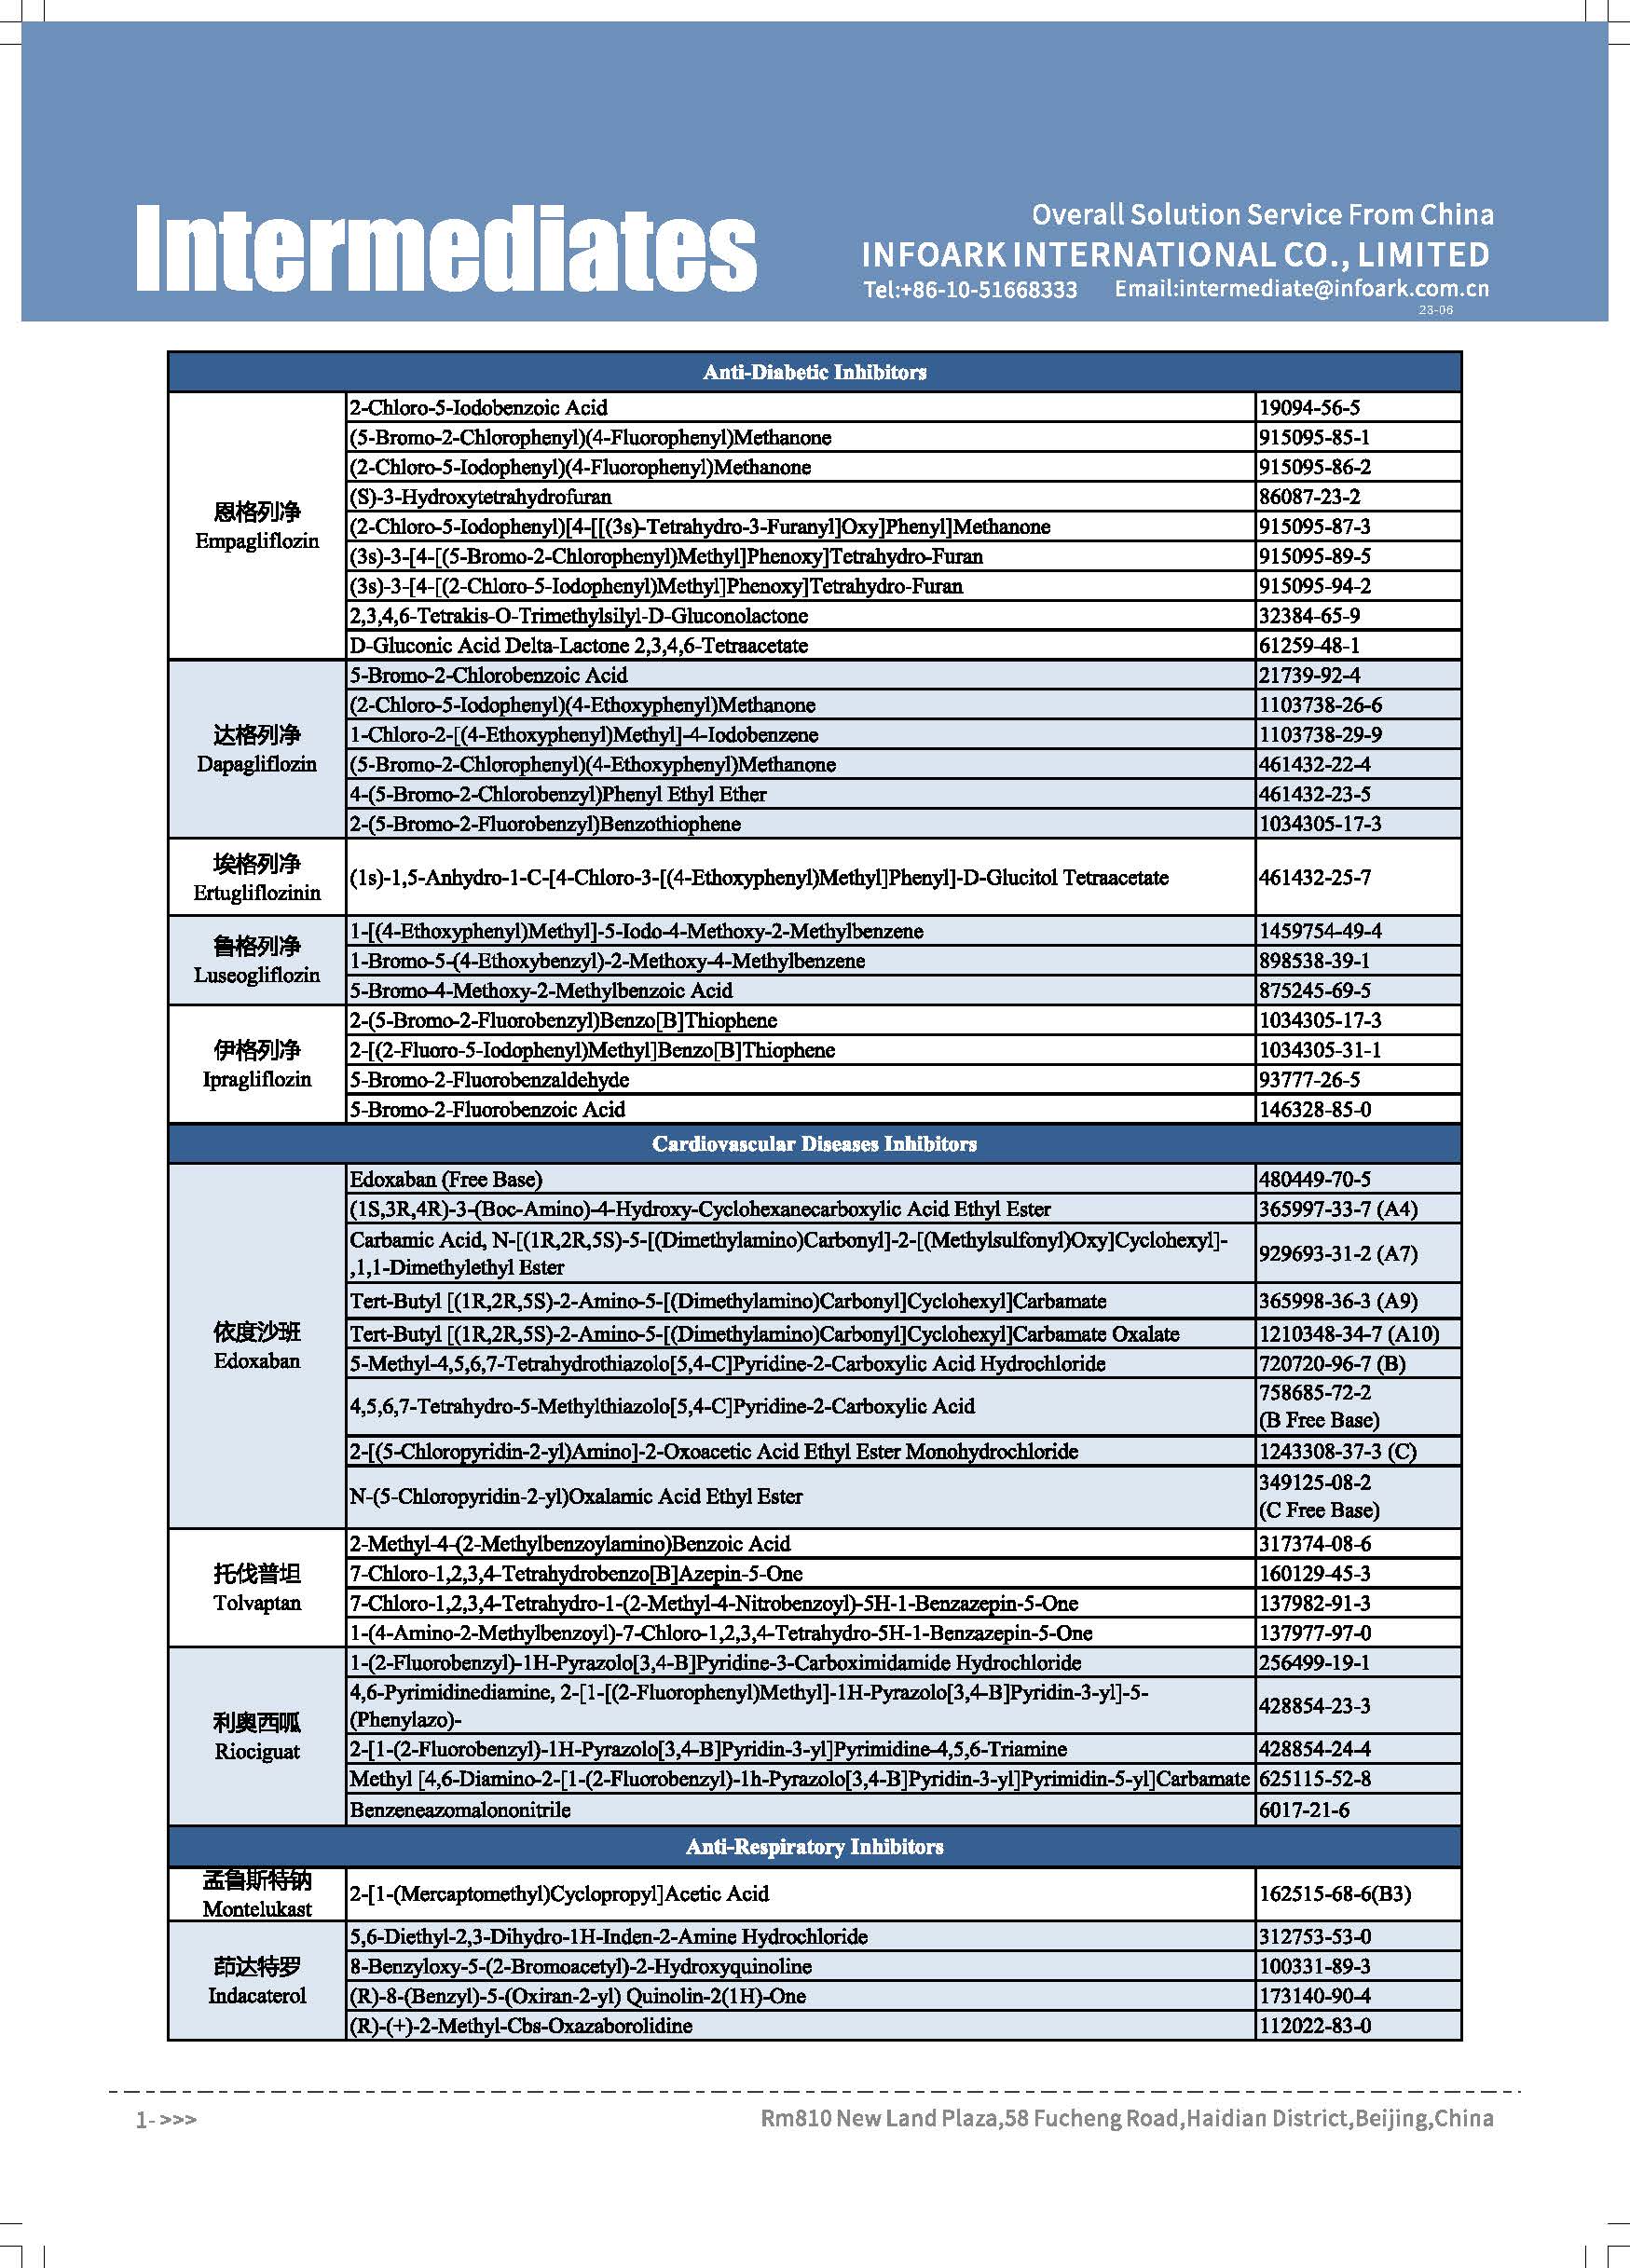 Intermediates
Overall Solution Service From China
INFOARK INTERNATIONAL CO., LIMITED
Tel:+86-10-51668333 Email:intermediate@infoark.com.cn
23-06
Anti-Diabetic Inhibitors
恩格列净
Empagliflozin
2-Chloro-5-Iodobenzoic Acid 19094-56-5
(5-Bromo-2-Chlorophenyl)(4-Fluorophenyl)Methanone 915095-85-1
(2-Chloro-5-Iodophenyl)(4-Fluorophenyl)Methanone 915095-86-2
(S)-3-Hydroxytetrahydrofuran 86087-23-2
(2-Chloro-5-Iodophenyl)[4-[[(3s)-Tetrahydro-3-Furanyl]Oxy]Phenyl]Methanone 915095-87-3
(3s)-3-[4-[(5-Bromo-2-Chlorophenyl)Methyl]Phenoxy]Tetrahydro-Furan 915095-89-5
(3s)-3-[4-[(2-Chloro-5-Iodophenyl)Methyl]Phenoxy]Tetrahydro-Furan 915095-94-2
2,3,4,6-Tetrakis-O-Trimethylsilyl-D-Gluconolactone 32384-65-9
D-Gluconic Acid Delta-Lactone 2,3,4,6-Tetraacetate 61259-48-1
达格列净
Dapagliflozin
5-Bromo-2-Chlorobenzoic Acid 21739-92-4
(2-Chloro-5-Iodophenyl)(4-Ethoxyphenyl)Methanone 1103738-26-6
1-Chloro-2-[(4-Ethoxyphenyl)Methyl]-4-Iodobenzene 1103738-29-9
(5-Bromo-2-Chlorophenyl)(4-Ethoxyphenyl)Methanone 461432-22-4
4-(5-Bromo-2-Chlorobenzyl)Phenyl Ethyl Ether 461432-23-5
2-(5-Bromo-2-Fluorobenzyl)Benzothiophene 1034305-17-3
埃格列净
Ertugliflozinin
(1s)-1,5-Anhydro-1-C-[4-Chloro-3-[(4-Ethoxyphenyl)Methyl]Phenyl]-D-Glucitol Tetraacetate 461432-25-7
鲁格列净
Luseogliflozin
1-[(4-Ethoxyphenyl)Methyl]-5-Iodo-4-Methoxy-2-Methylbenzene 1459754-49-4
1-Bromo-5-(4-Ethoxybenzyl)-2-Methoxy-4-Methylbenzene 898538-39-1
5-Bromo-4-Methoxy-2-Methylbenzoic Acid 875245-69-5
伊格列净
Ipragliflozin
2-(5-Bromo-2-Fluorobenzyl)Benzo[B]Thiophene 1034305-17-3
2-[(2-Fluoro-5-Iodophenyl)Methyl]Benzo[B]Thiophene 1034305-31-1
5-Bromo-2-Fluorobenzaldehyde 93777-26-5
5-Bromo-2-Fluorobenzoic Acid 146328-85-0
Cardiovascular Diseases Inhibitors
依度沙班
Edoxaban
Edoxaban (Free Base) 480449-70-5
(1S,3R,4R)-3-(Boc-Amino)-4-Hydroxy-Cyclohexanecarboxylic Acid Ethyl Ester 365997-33-7 (A4)
Carbamic Acid, N-[(1R,2R,5S)-5-[(Dimethylamino)Carbonyl]-2-[(Methylsulfonyl)Oxy]Cyclohexyl]-
,1,1-Dimethylethyl Ester
929693-31-2 (A7)
Tert-Butyl [(1R,2R,5S)-2-Amino-5-[(Dimethylamino)Carbonyl]Cyclohexyl]Carbamate 365998-36-3 (A9)
Tert-Butyl [(1R,2R,5S)-2-Amino-5-[(Dimethylamino)Carbonyl]Cyclohexyl]Carbamate Oxalate 1210348-34-7 (A10)
5-Methyl-4,5,6,7-Tetrahydrothiazolo[5,4-C]Pyridine-2-Carboxylic Acid Hydrochloride 720720-96-7 (B)
4,5,6,7-Tetrahydro-5-Methylthiazolo[5,4-C]Pyridine-2-Carboxylic Acid
758685-72-2
(B Free Base)
2-[(5-Chloropyridin-2-yl)Amino]-2-Oxoacetic Acid Ethyl Ester Monohydrochloride 1243308-37-3 (C)
N-(5-Chloropyridin-2-yl)Oxalamic Acid Ethyl Ester
349125-08-2
(C Free Base)
托伐普坦
Tolvaptan
2-Methyl-4-(2-Methylbenzoylamino)Benzoic Acid 317374-08-6
7-Chloro-1,2,3,4-Tetrahydrobenzo[B]Azepin-5-One 160129-45-3
7-Chloro-1,2,3,4-Tetrahydro-1-(2-Methyl-4-Nitrobenzoyl)-5H-1-Benzazepin-5-One 137982-91-3
1-(4-Amino-2-Methylbenzoyl)-7-Chloro-1,2,3,4-Tetrahydro-5H-1-Benzazepin-5-One 137977-97-0
利奥西呱
Riociguat
1-(2-Fluorobenzyl)-1H-Pyrazolo[3,4-B]Pyridine-3-Carboximidamide Hydrochloride 256499-19-1
4,6-Pyrimidinediamine, 2-[1-[(2-Fluorophenyl)Methyl]-1H-Pyrazolo[3,4-B]Pyridin-3-yl]-5-
(Phenylazo)-
428854-23-3
2-[1-(2-Fluorobenzyl)-1H-Pyrazolo[3,4-B]Pyridin-3-yl]Pyrimidine-4,5,6-Triamine 428854-24-4
Methyl [4,6-Diamino-2-[1-(2-Fluorobenzyl)-1h-Pyrazolo[3,4-B]Pyridin-3-yl]Pyrimidin-5-yl]Carbamate 625115-52-8
Benzeneazomalononitrile 6017-21-6
Anti-Respiratory Inhibitors
孟鲁斯特钠
Montelukast
2-[1-(Mercaptomethyl)Cyclopropyl]Acetic Acid 162515-68-6(B3)
茚达特罗
Indacaterol
5,6-Diethyl-2,3-Dihydro-1H-Inden-2-Amine Hydrochloride 312753-53-0
8-Benzyloxy-5-(2-Bromoacetyl)-2-Hydroxyquinoline 100331-89-3
(R)-8-(Benzyl)-5-(Oxiran-2-yl) Quinolin-2(1H)-One 173140-90-4
(R)-(+)-2-Methyl-Cbs-Oxazaborolidine 112022-83-0
1- >>>
Rm810 New Land Plaza,58 Fucheng Road,Haidian District,Beijing,China